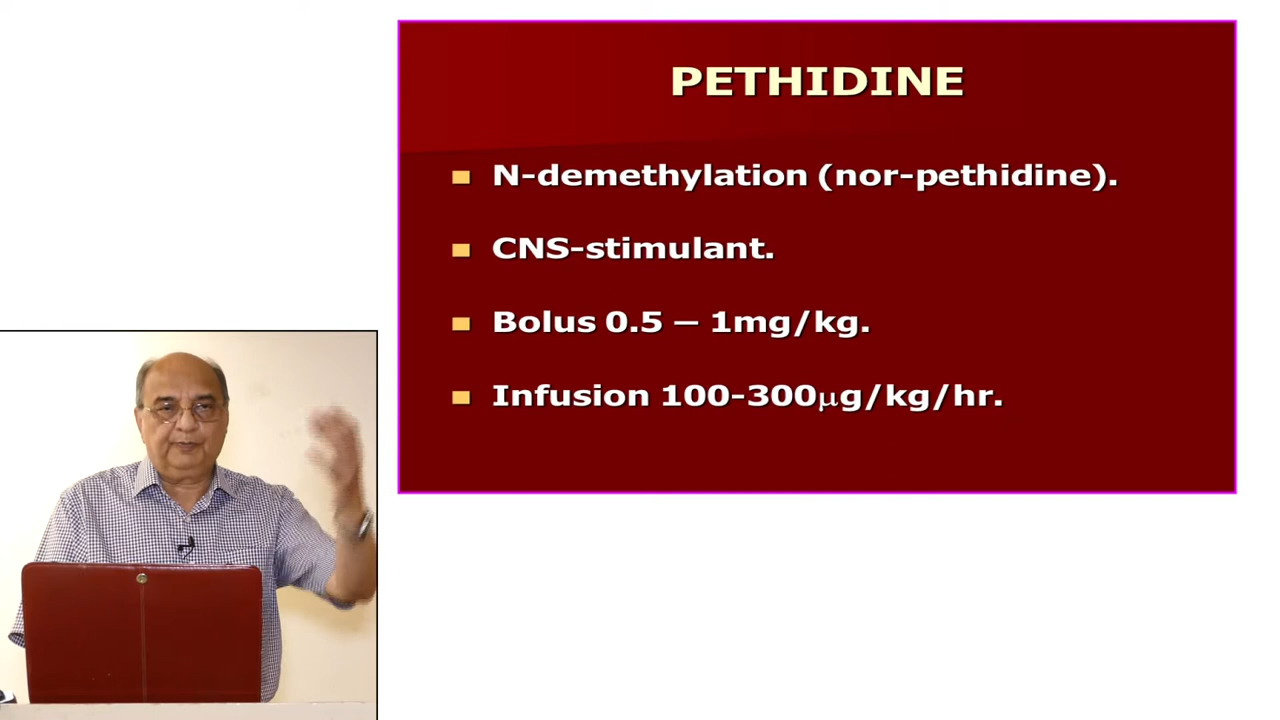 PETHIDINE
N-demethylation (nor-pethidine).
CNS-stimulant.
Bolus 0.5 – 1mg/kg.
Infusion 100-300μg/kg/hr.